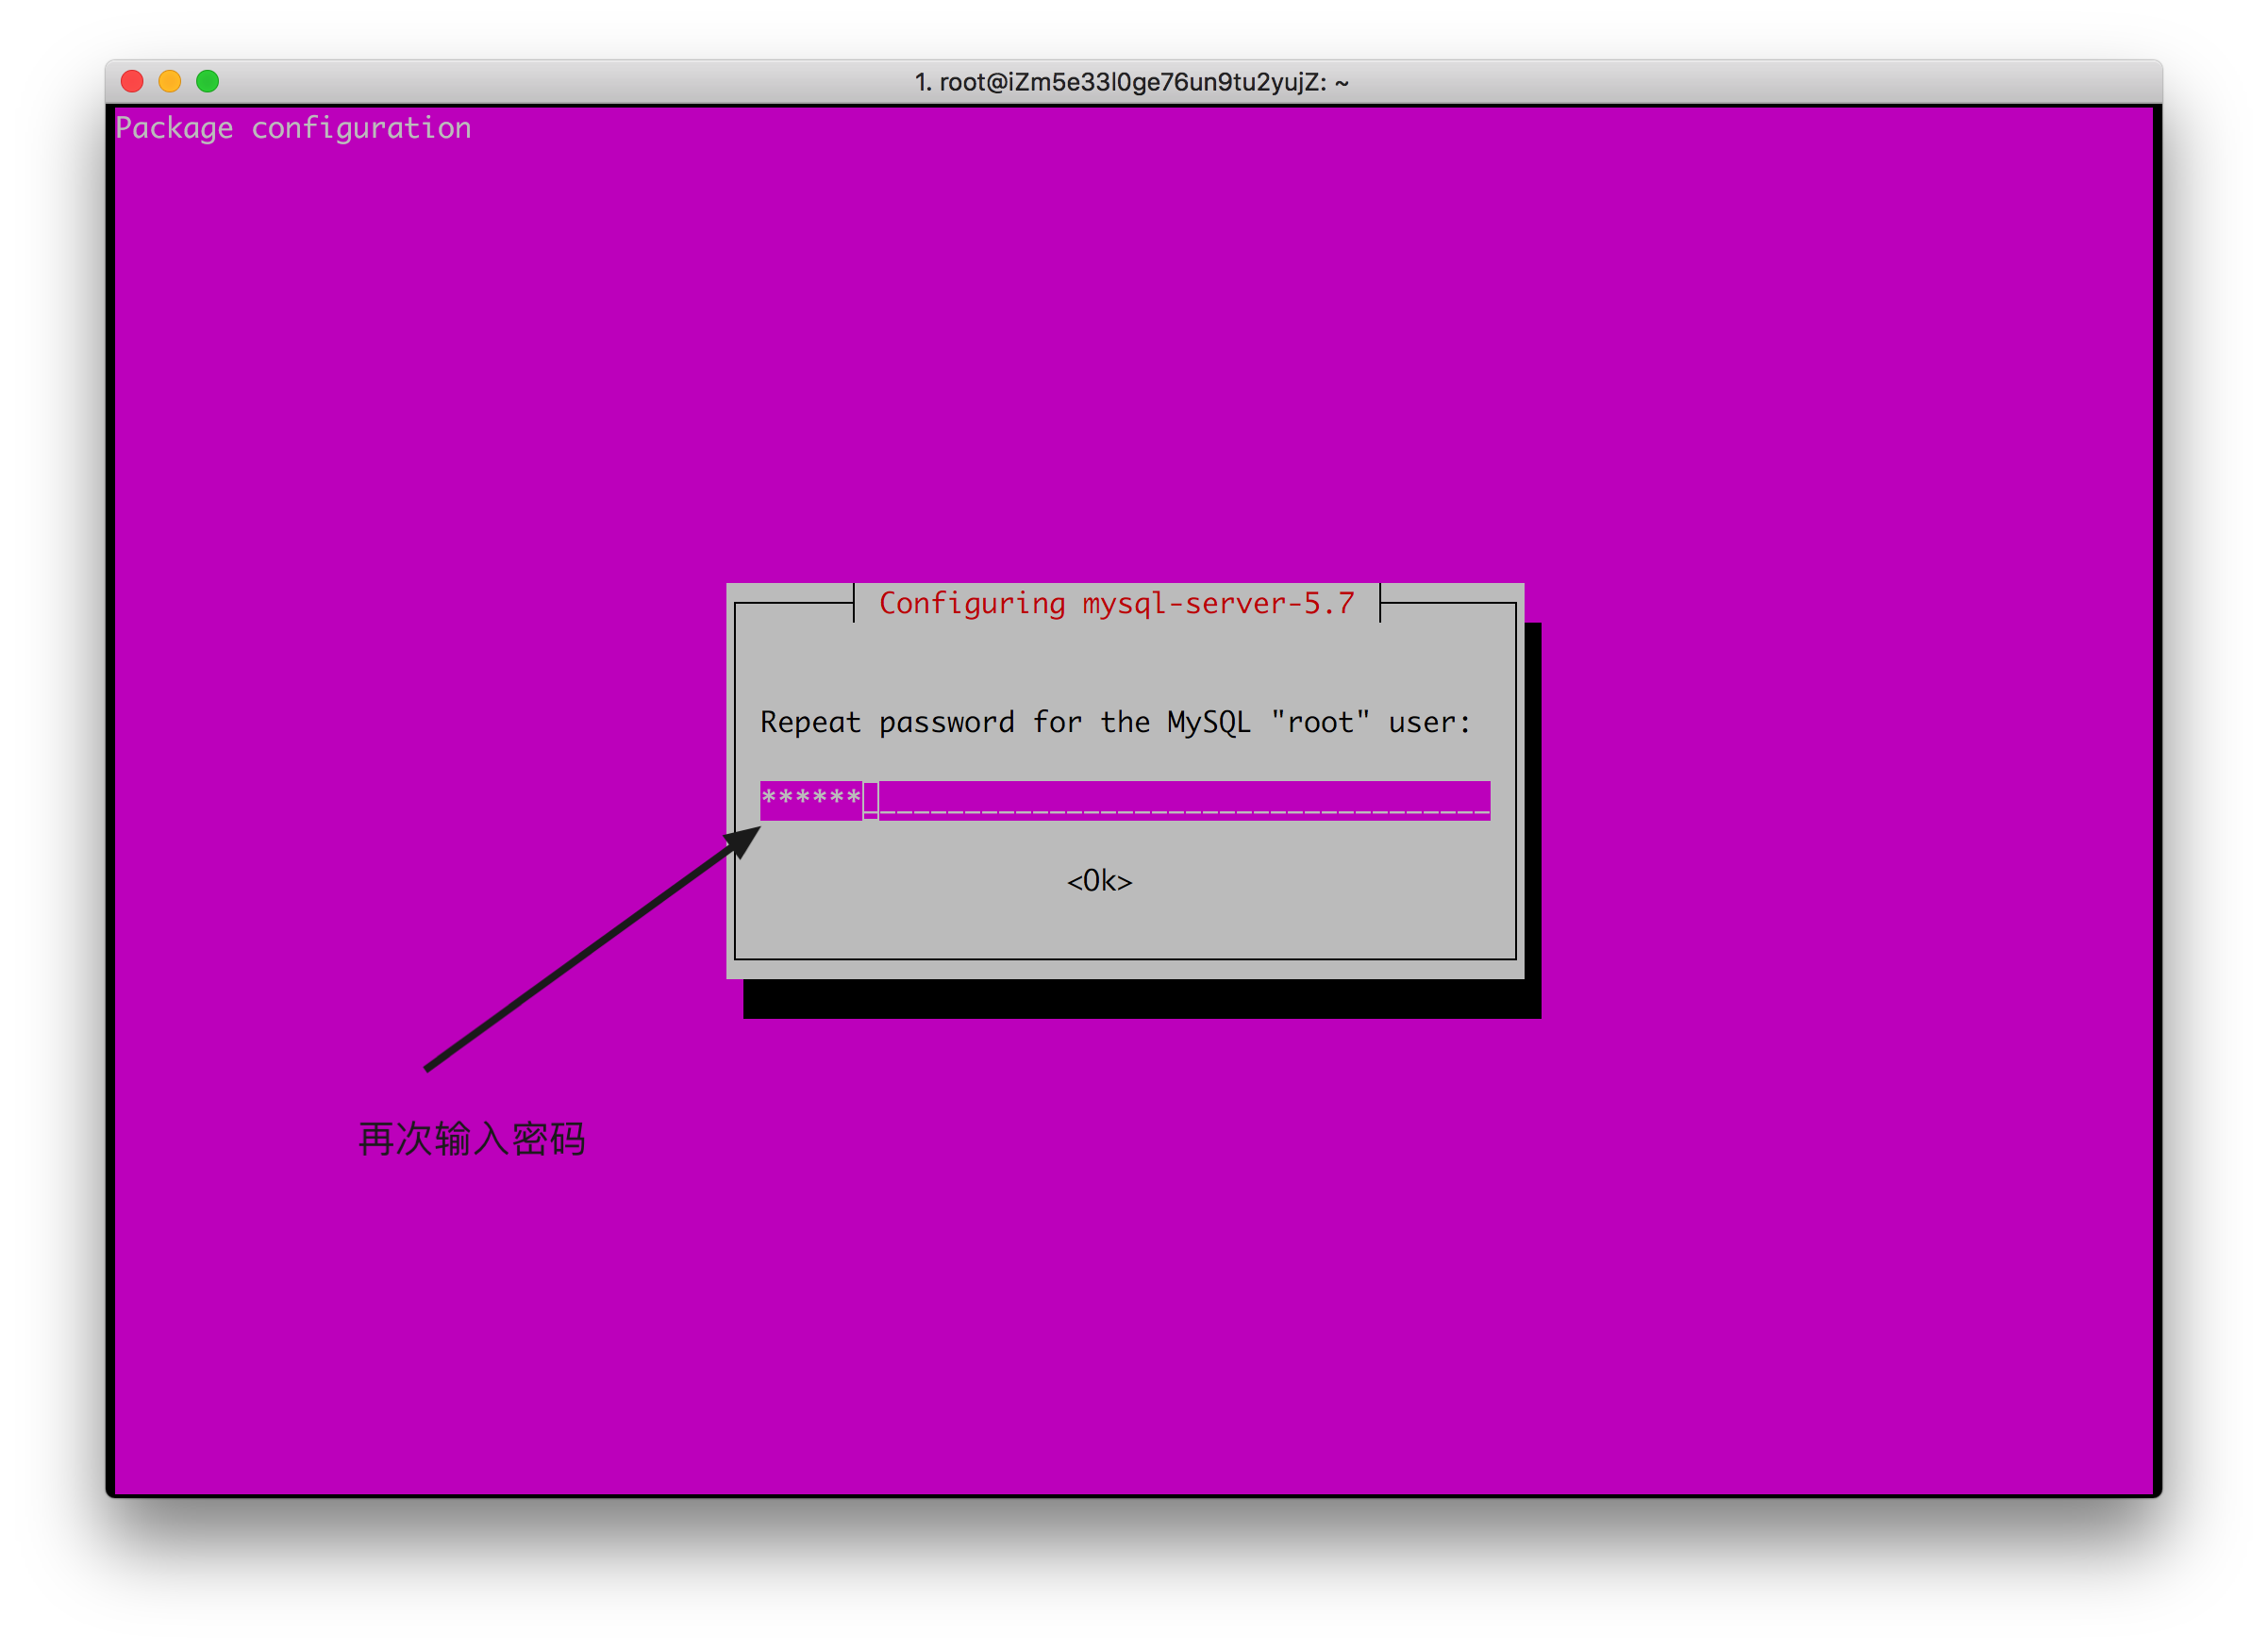 1. root@iZm5e33l0ge76un9tu2yujZ: ~
Package configuration
Configuring mysql-server-5.7
Repeat password for the MySQL "root" user:
******_____________________________________
<Ok>
再次输入密码